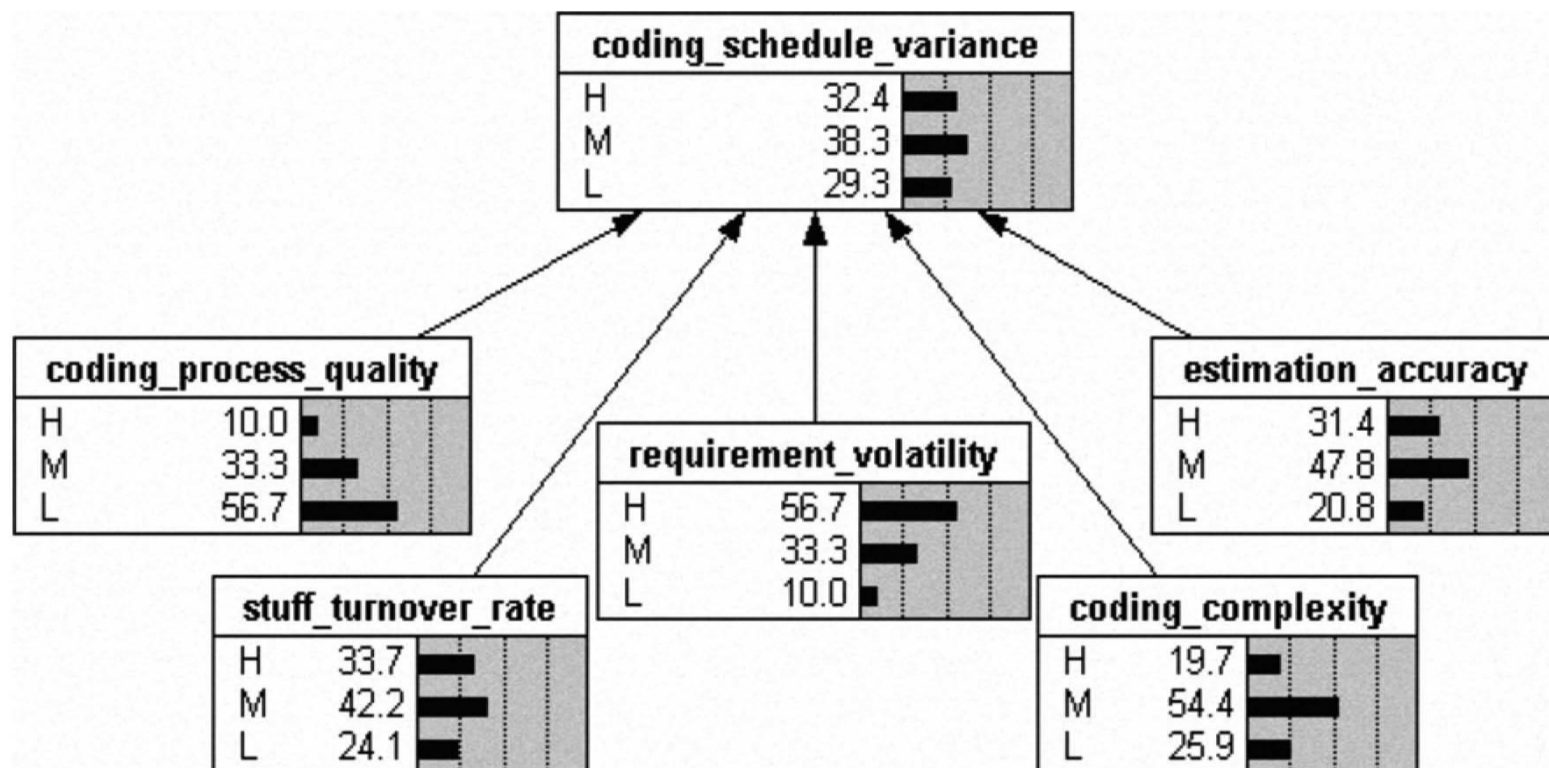 coding_schedule_variance
H 32.4
M 38.3
L 29.3
coding_process_quality
H 10.0
M 33.3
L 56.7
estimation_accuracy
H 31.4
M 47.8
L 20.8
requirement_volatility
H 56.7
M 33.3
L 10.0
stuff_turnover_rate
H 33.7
M 42.2
L 24.1
coding_complexity
H 19.7
M 54.4
L 25.9